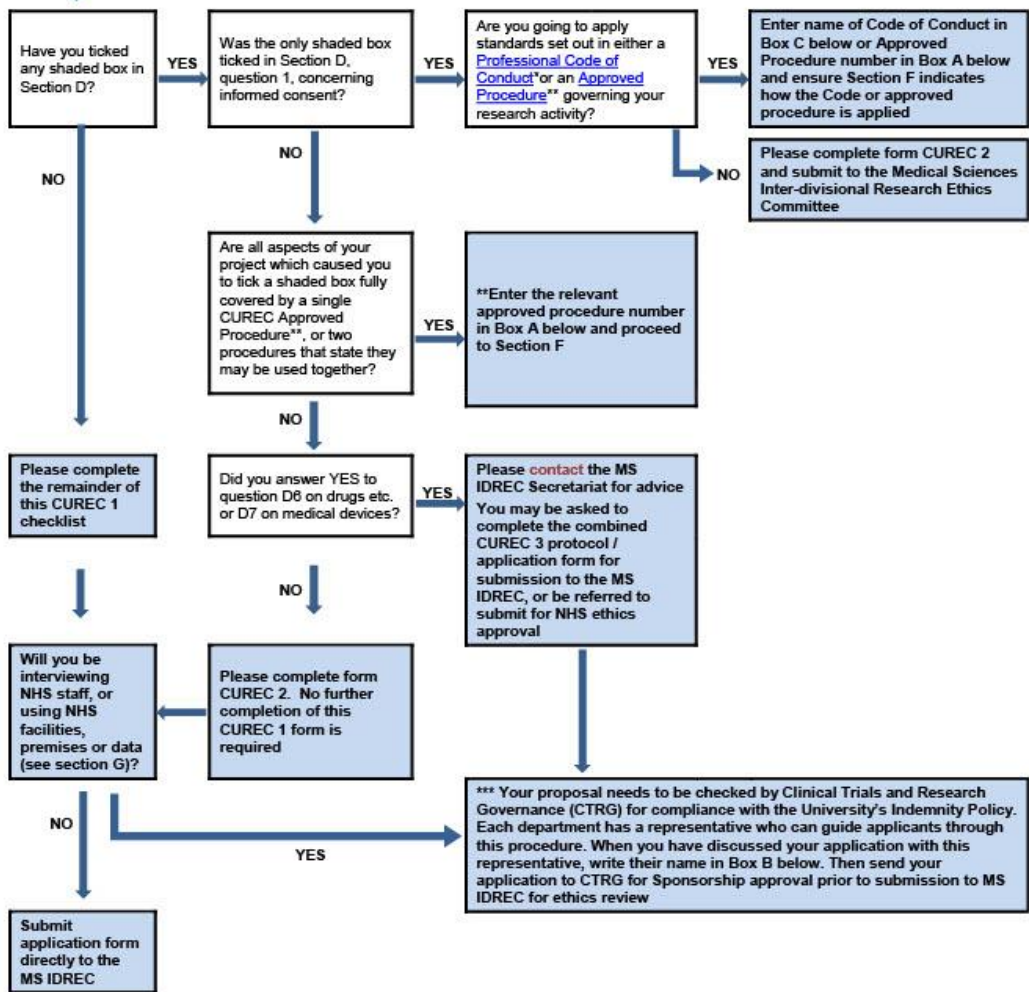 Have you ticked
any shaded box in
Section D?
YES
Was the only shaded box
ticked in Section D,
question 1, concerning
informed consent?
YES
Are you going to apply
standards set out in either a
Professional Code of
Conduct*or an Approved
Procedure** governing your
research activity?
YES
Enter name of Code of Conduct in
Box C below or Approved
Procedure number in Box A below
and ensure Section F indicates
how the Code or approved
procedure is applied
NO
Please complete form CUREC 2
and submit to the Medical Sciences
Inter-divisional Research Ethics
Committee
NO
NO
Are all aspects of your
project which caused you
to tick a shaded box fully
covered by a single
CUREC Approved
Procedure**, or two
procedures that state they
may be used together?
YES
**Enter the relevant
approved procedure number
in Box A below and proceed
to Section F
NO
Please complete
the remainder of
this CUREC 1
checklist
Did you answer YES to
question D6 on drugs etc.
or D7 on medical devices?
YES
Please contact the MS
IDREC Secretariat for advice
You may be asked to
complete the combined
CUREC 3 protocol /
application form for
submission to the MS
IDREC, or be referred to
submit for NHS ethics
approval
NO
Will you be
interviewing
NHS staff, or
using NHS
facilities,
premises or data
(see section G)?
Please complete form
CUREC 2.  No further
completion of this
CUREC 1 form is
required
NO
YES
*** Your proposal needs to be checked by Clinical Trials and Research
Governance (CTRG) for compliance with the University's Indemnity Policy.
Each department has a representative who can guide applicants through
this procedure. When you have discussed your application with this
representative, write their name in Box B below. Then send your
application to CTRG for Sponsorship approval prior to submission to MS
IDREC for ethics review
Submit
application form
directly to the
MS IDREC